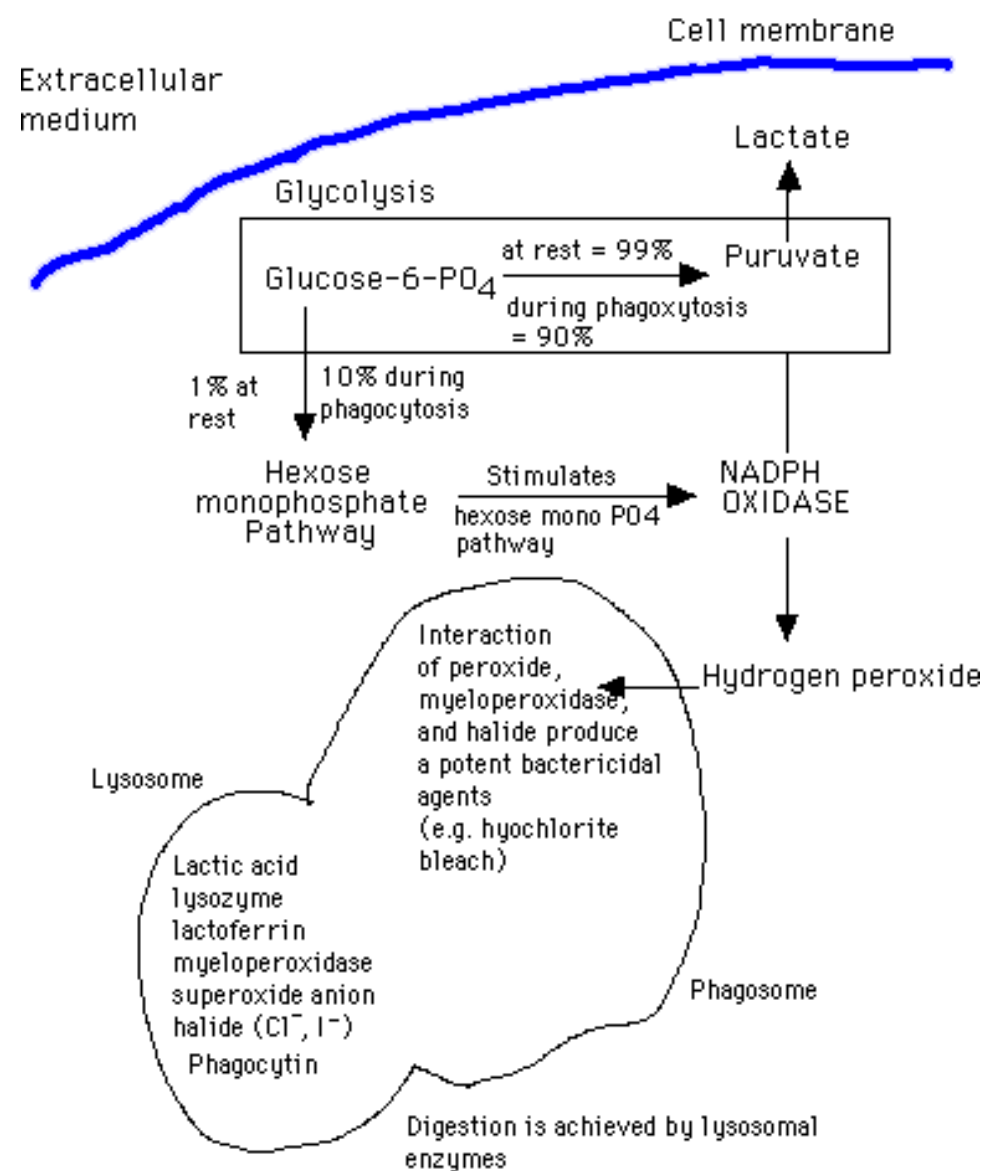 Cell membrane
Extracellular
medium
Lactate
Glycolysis
at rest = 99%
Puruvate
Glucose-6-PO4
during phagoxytosis
= 90%
1% at
rest
10% during
phagocytosis
Hexose
monophosphate
Pathway
Stimulates
hexose mono PO4
pathway
NADPH
OXIDASE
Interaction
of peroxide,
myeloperoxidase,
and halide produce
a potent bactericidal
agents
(e.g. hyochlorite
bleach)
Hydrogen peroxide
Lysosome
Lactic acid
lysozyme
lactoferrin
myeloperoxidase
superoxide anion
halide (Cl⁻, I⁻)
Phagocytin
Phagosome
Digestion is achieved by lysosomal
enzymes